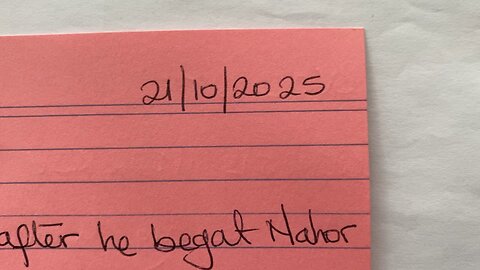 21/10/2025
after he begat Nahor